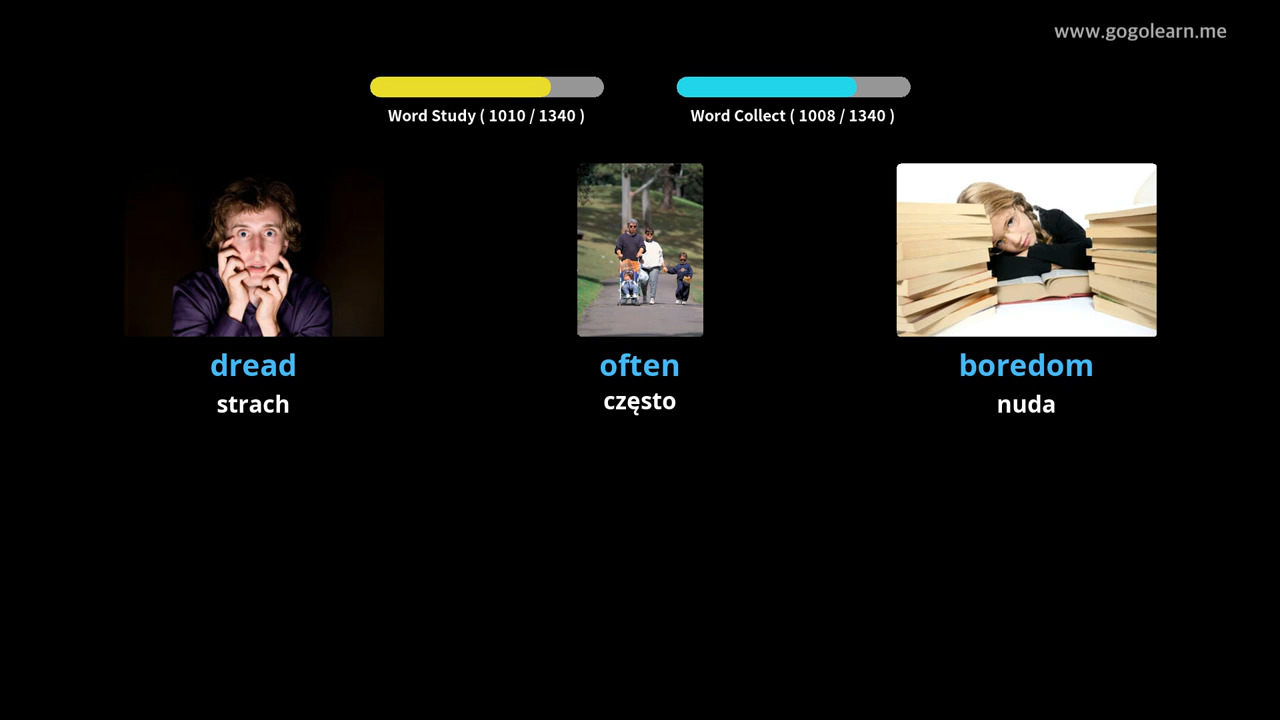 www.gogolearn.me
Word Study ( 1010 / 1340 )
Word Collect ( 1008 / 1340 )
dread
strach
often
często
boredom
nuda